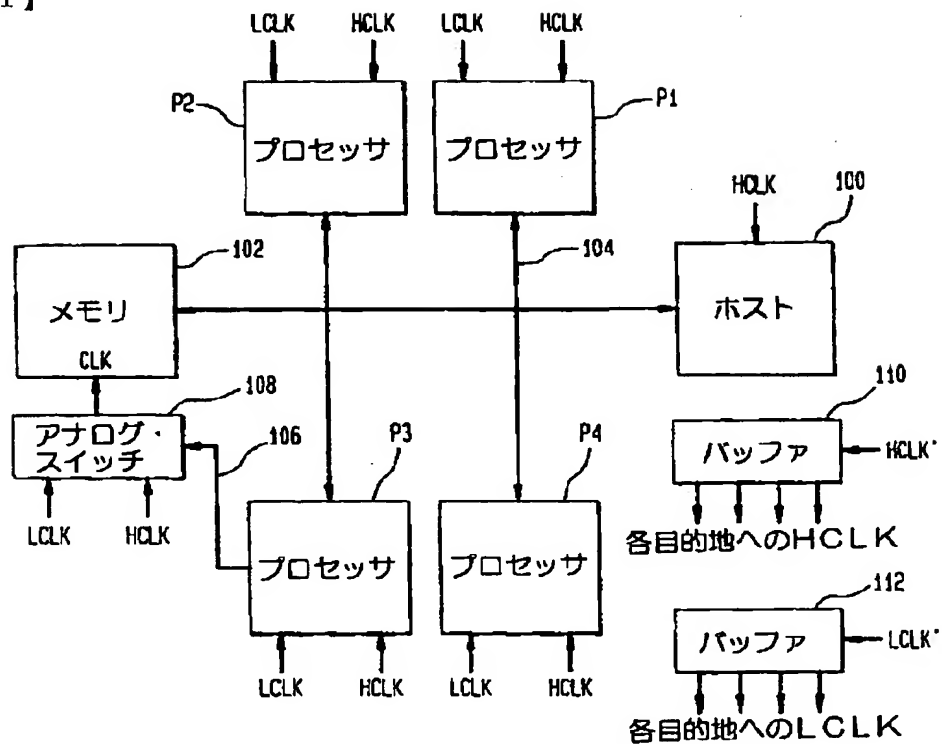 1】
LCLK HCLK LCLK HCLK
P2 P1
プロセッサ プロセッサ
HCLK 100
102 104
メモリ ホスト
CLK
108 110
アナログ・
スイッチ
106 P3 P4
バッファ HCLK'
LCLK HCLK
各目的地へのHCLK
プロセッサ プロセッサ
112
バッファ LCLK'
LCLK HCLK LCLK HCLK
各目的地へのLCLK